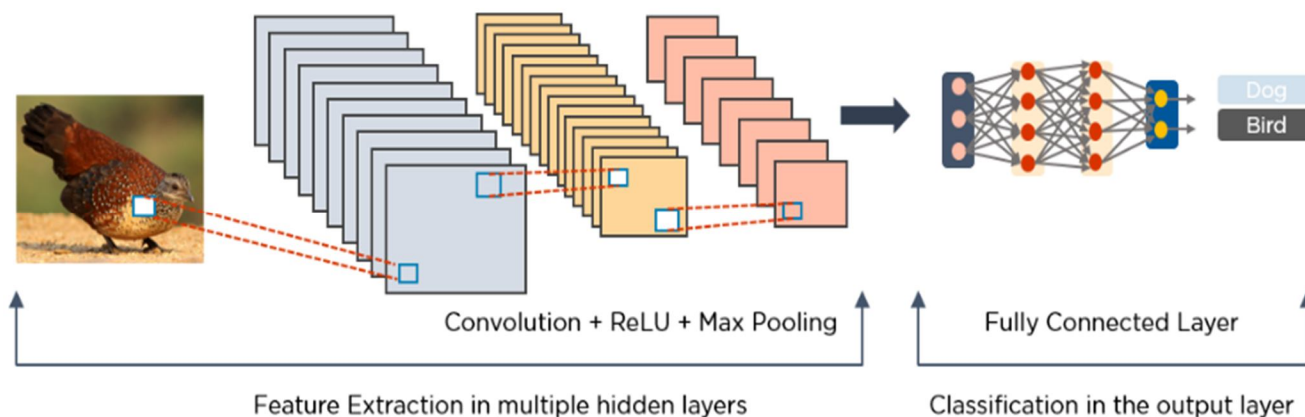 Dog
Bird
Convolution + ReLU + Max Pooling
Fully Connected Layer
Feature Extraction in multiple hidden layers
Classification in the output layer